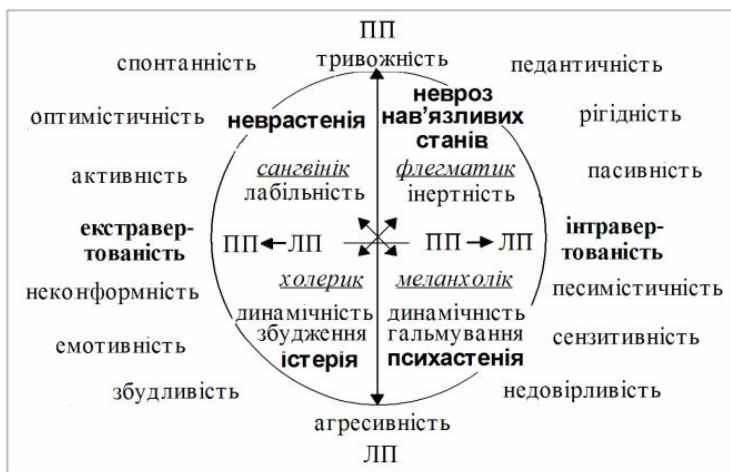 ПП
спонтанність тривожність педантичність
оптимістичність неврастенія невроз нав’язливих станів рігідність
сангвінік флегматик
активність лабільність інертність пасивність
екстравер-
тованість ПП ЛП ПП ЛП інтравер-
тованість
холерик меланхолік
неконформність динамічність збудження динамічність гальмування песимістичність
емотивність істерія психастенія сензитивність
збудливість недовірливість
агресивність
ЛП